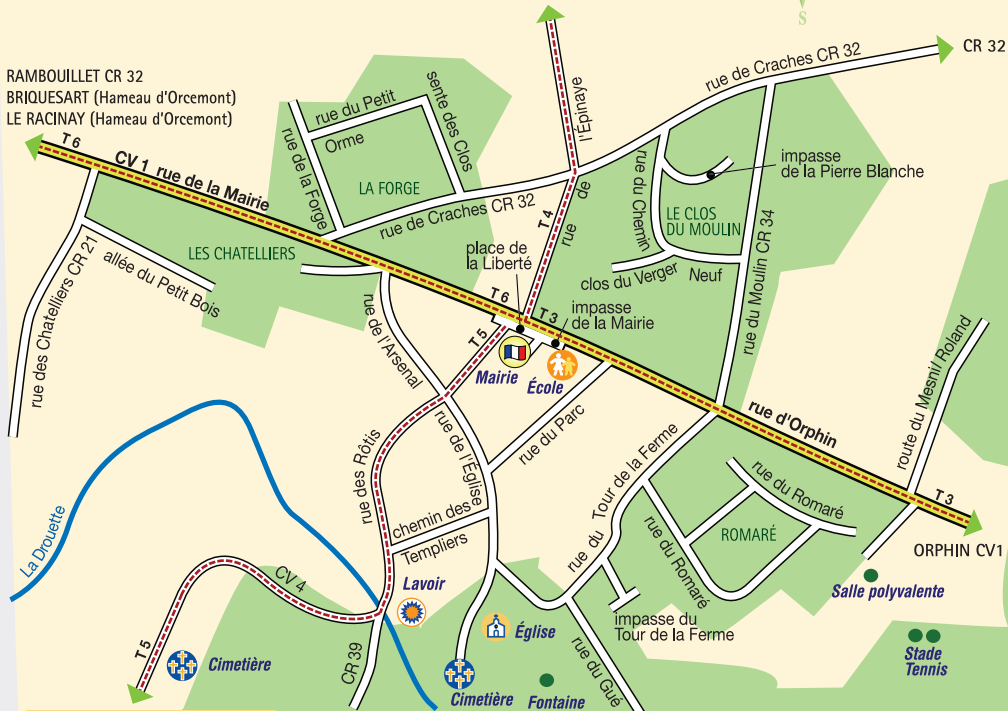 S
CR 32
RAMBOUILLET CR 32
BRIQUESART (Hameau d'Orcemont)
LE RACINAY (Hameau d'Orcemont)
T 6
CV 1 rue de la Mairie
rue du Petit
Orme
sente des Clos
rue de la Forge
LA FORGE
rue de Craches CR 32
l'Épinaye
rue de
T 4
rue de Craches CR 32
rue du Chemin
Neuf
impasse
de la Pierre Blanche
LE CLOS
DU MOULIN
clos du Verger
rue du Moulin CR 34
LES CHATELLIERS
rue des Chatelliers CR 21
allée du Petit Bois
place de
la Liberté
T 6
T 3
impasse
de la Mairie
T 5
rue de l'Arsenal
Mairie
École
rue du Parc
rue d'Orphin
route du Mesnil Roland
T 3
ORPHIN CV1
rue des Rôtis
rue de l'Église
chemin des
Templiers
rue du Tour de la Ferme
rue du Romaré
rue du Romaré
ROMARÉ
La Drouette
CV 4
T 5
Lavoir
Église
impasse du
Tour de la Ferme
Salle polyvalente
Stade
Tennis
Cimetière
CR 39
Cimetière
Fontaine
rue du Gué